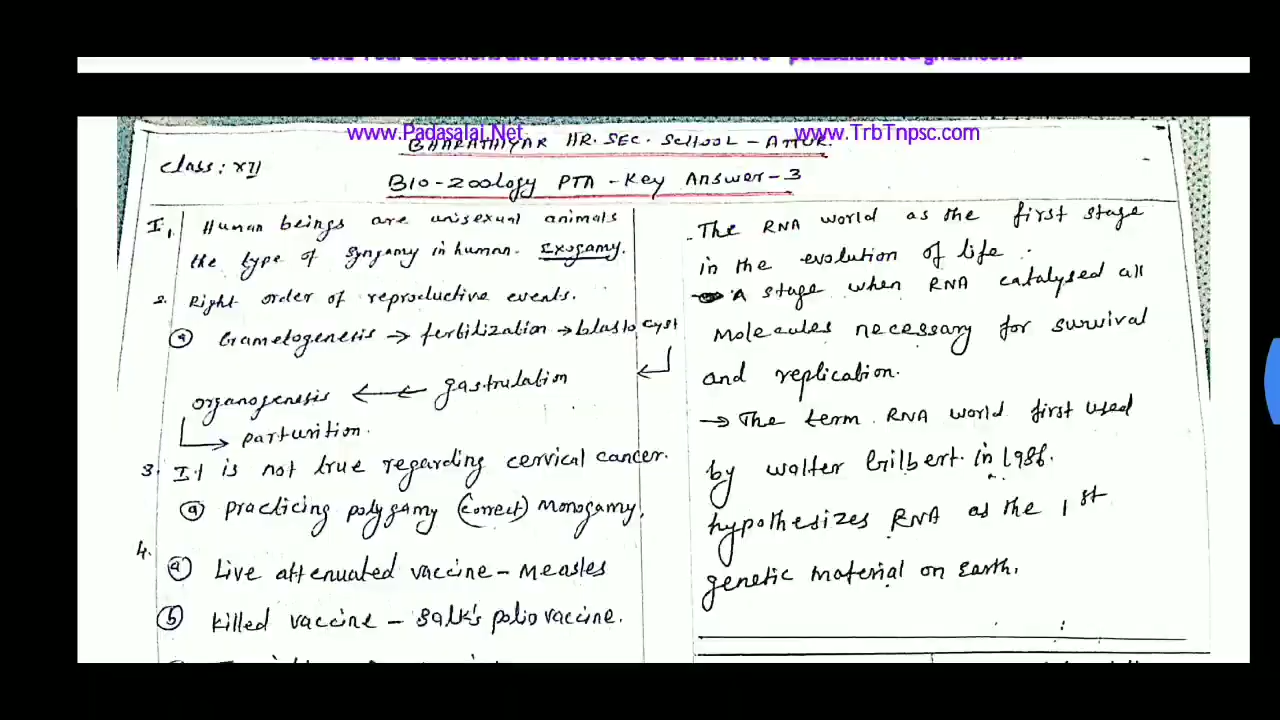 www.Padasalai.Net
www.TrbTnpsc.com
BHARATHIYAR HR. SEC. SCHOOL - ATTUR.
Class: XII
BIO-Zoology PTA - Key Answer - 3
I, Human beings are unisexual animals
the type of syngamy in human. Exogamy.
2. Right order of reproductive events.
(a) Gametogenesis → fertilization → blastocyst
organogenesis ← gastrulation
parturition.
3. It is not true regarding cervical cancer.
(a) practicing polygamy (correct) monogamy.
4.
(a) Live attenuated vaccine - Measles
(b) killed vaccine - Salk's polio vaccine.
The RNA world as the first stage
in the evolution of life.
A stage when RNA catalysed all
molecules necessary for survival
and replication.
→ The term RNA world first used
by Walter Gilbert. in 1986.
hypothesizes RNA as the 1st
genetic material on Earth.